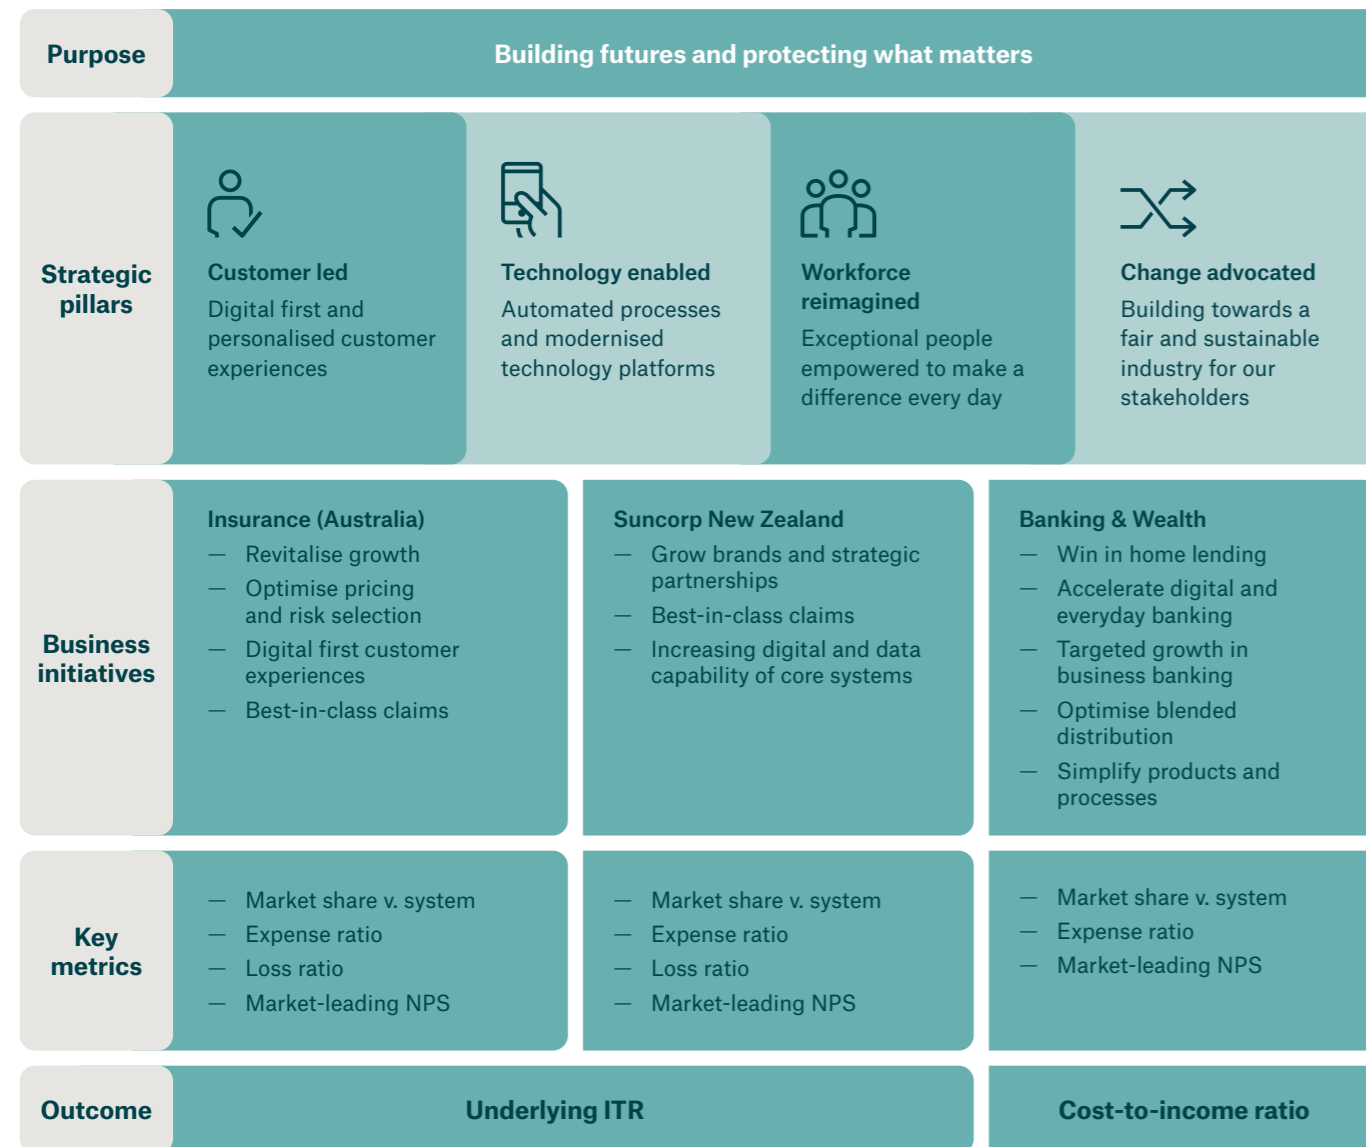 Purpose
Building futures and protecting what matters
Strategic
pillars
Customer led
Digital first and
personalised customer
experiences
Technology enabled
Automated processes
and modernised
technology platforms
Workforce
reimagined
Exceptional people
empowered to make a
difference every day
Change advocated
Building towards a
fair and sustainable
industry for our
stakeholders
Business
initiatives
Insurance (Australia)
— Revitalise growth
— Optimise pricing
and risk selection
— Digital first customer
experiences
— Best-in-class claims
Suncorp New Zealand
— Grow brands and strategic
partnerships
— Best-in-class claims
— Increasing digital and data
capability of core systems
Banking & Wealth
— Win in home lending
— Accelerate digital and
everyday banking
— Targeted growth in
business banking
— Optimise blended
distribution
— Simplify products and
processes
Key
metrics
— Market share v. system
— Expense ratio
— Loss ratio
— Market-leading NPS
— Market share v. system
— Expense ratio
— Loss ratio
— Market-leading NPS
— Market share v. system
— Expense ratio
— Market-leading NPS
Outcome
Underlying ITR
Cost-to-income ratio